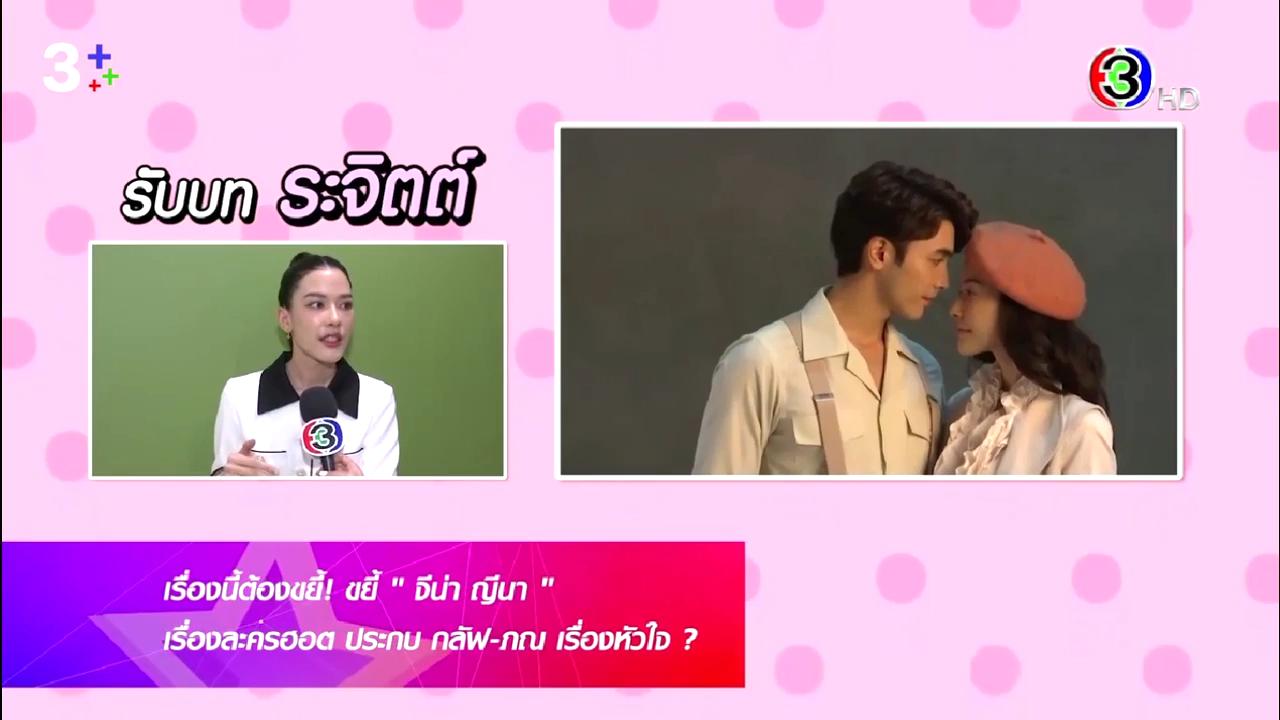 3+
3 HD
รับบท ระจิตต์
3
เรื่องนี้ต้องขยี้! ขยี้ " จีน่า ญีนา "
เรื่องละครฮอต ประกบ กลัฟ-ภณ เรื่องหัวใจ ?